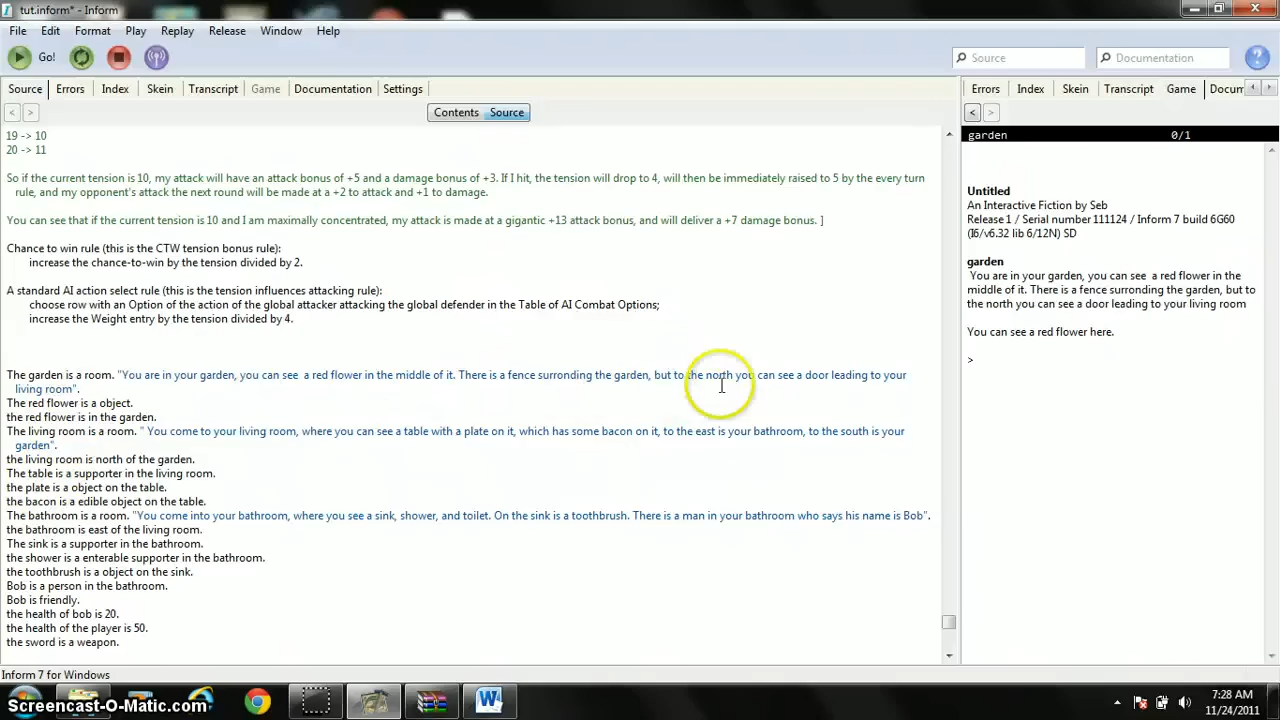 tut.inform* - Inform
File Edit Format Play Replay Release Window Help
Go! Source Documentation ?
Source Errors Index Skein Transcript Game Documentation Settings
Contents Source
19 -> 10
20 -> 11
So if the current tension is 10, my attack will have an attack bonus of +5 and a damage bonus of +3. If I hit, the tension will drop to 4, will then be immediately raised to 5 by the every turn
rule, and my opponent's attack the next round will be made at a +2 to attack and +1 to damage.
You can see that if the current tension is 10 and I am maximally concentrated, my attack is made at a gigantic +13 attack bonus, and will deliver a +7 damage bonus. ]
Chance to win rule (this is the CTW tension bonus rule):
increase the chance-to-win by the tension divided by 2.
A standard AI action select rule (this is the tension influences attacking rule):
choose row with an Option of the action of the global attacker attacking the global defender in the Table of AI Combat Options;
increase the Weight entry by the tension divided by 4.
The garden is a room. "You are in your garden, you can see  a red flower in the middle of it. There is a fence surronding the garden, but to the north you can see a door leading to your
living room".
The red flower is a object.
the red flower is in the garden.
The living room is a room. " You come to your living room, where you can see a table with a plate on it, which has some bacon on it, to the east is your bathroom, to the south is your
garden".
the living room is north of the garden.
The table is a supporter in the living room.
the plate is a object on the table.
the bacon is a edible object on the table.
The bathroom is a room. "You come into your bathroom, where you see a sink, shower, and toilet. On the sink is a toothbrush. There is a man in your bathroom who says his name is Bob".
the bathroom is east of the living room.
The sink is a supporter in the bathroom.
the shower is a enterable supporter in the bathroom.
the toothbrush is a object on the sink.
Bob is a person in the bathroom.
Bob is friendly.
the health of bob is 20.
the health of the player is 50.
the sword is a weapon.
Errors Index Skein Transcript Game Docum
garden 0/1
Untitled
An Interactive Fiction by Seb
Release 1 / Serial number 111124 / Inform 7 build 6G60
(I6/v6.32 lib 6/12N) SD
garden
You are in your garden, you can see  a red flower in the
middle of it. There is a fence surronding the garden, but to
the north you can see a door leading to your living room
You can see a red flower here.
>
Inform 7 for Windows
Screencast-O-Matic.com
7:28 AM
11/24/2011